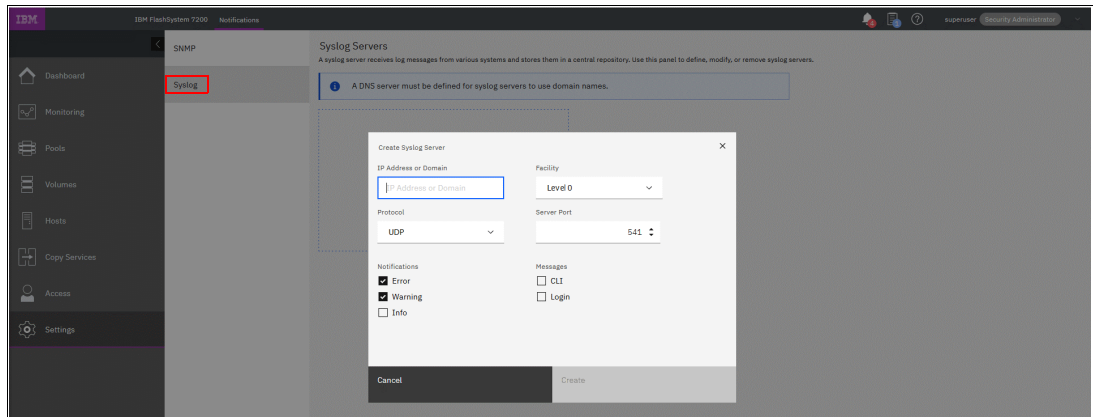 IBM
IBM FlashSystem 7200 Notifications
superuser Security Administrator
Dashboard
Monitoring
Pools
Volumes
Hosts
Copy Services
Access
Settings
SNMP
Syslog
Syslog Servers
A syslog server receives log messages from various systems and stores them in a central repository. Use this panel to define, modify, or remove syslog servers.
A DNS server must be defined for syslog servers to use domain names.
Create Syslog Server
IP Address or Domain
IP Address or Domain
Facility
Level 0
Protocol
UDP
Server Port
541
Notifications
Error
Warning
Info
Messages
CLI
Login
Cancel
Create